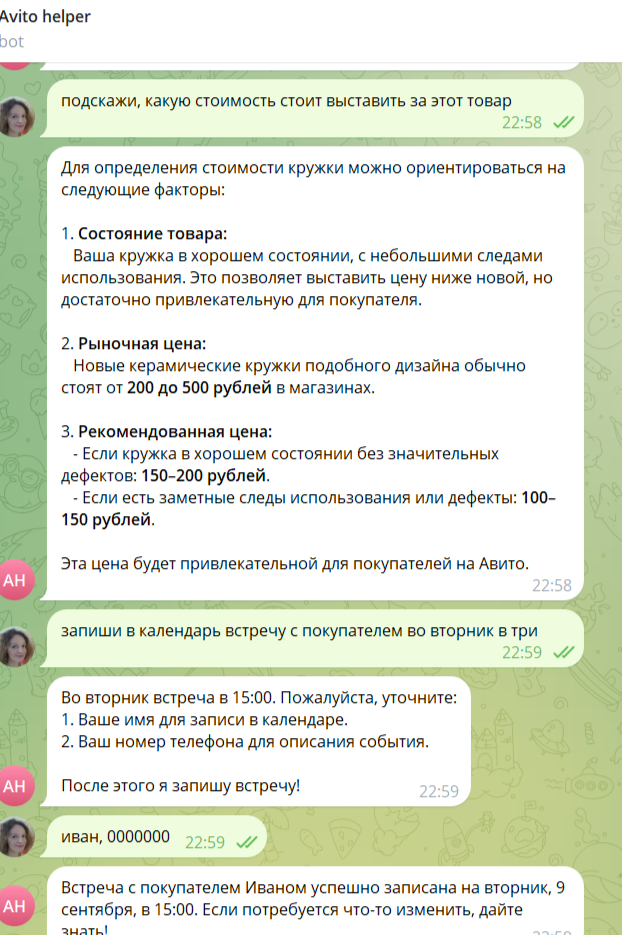 Avito helper
bot
подскажи, какую стоимость стоит выставить за этот товар
22:58
Для определения стоимости кружки можно ориентироваться на
следующие факторы:
1. Состояние товара:
Ваша кружка в хорошем состоянии, с небольшими следами
использования. Это позволяет выставить цену ниже новой, но
достаточно привлекательную для покупателя.
2. Рыночная цена:
Новые керамические кружки подобного дизайна обычно
стоят от 200 до 500 рублей в магазинах.
3. Рекомендованная цена:
- Если кружка в хорошем состоянии без значительных
дефектов: 150–200 рублей.
- Если есть заметные следы использования или дефекты: 100–
150 рублей.
Эта цена будет привлекательной для покупателей на Авито.
22:58
AH
запиши в календарь встречу с покупателем во вторник в три
22:59
Во вторник встреча в 15:00. Пожалуйста, уточните:
1. Ваше имя для записи в календаре.
2. Ваш номер телефона для описания события.
После этого я запишу встречу!
22:59
AH
иван, 0000000 22:59
Встреча с покупателем Иваном успешно записана на вторник, 9
AH
сентября, в 15:00. Если потребуется что-то изменить, дайте
знать!
22:59